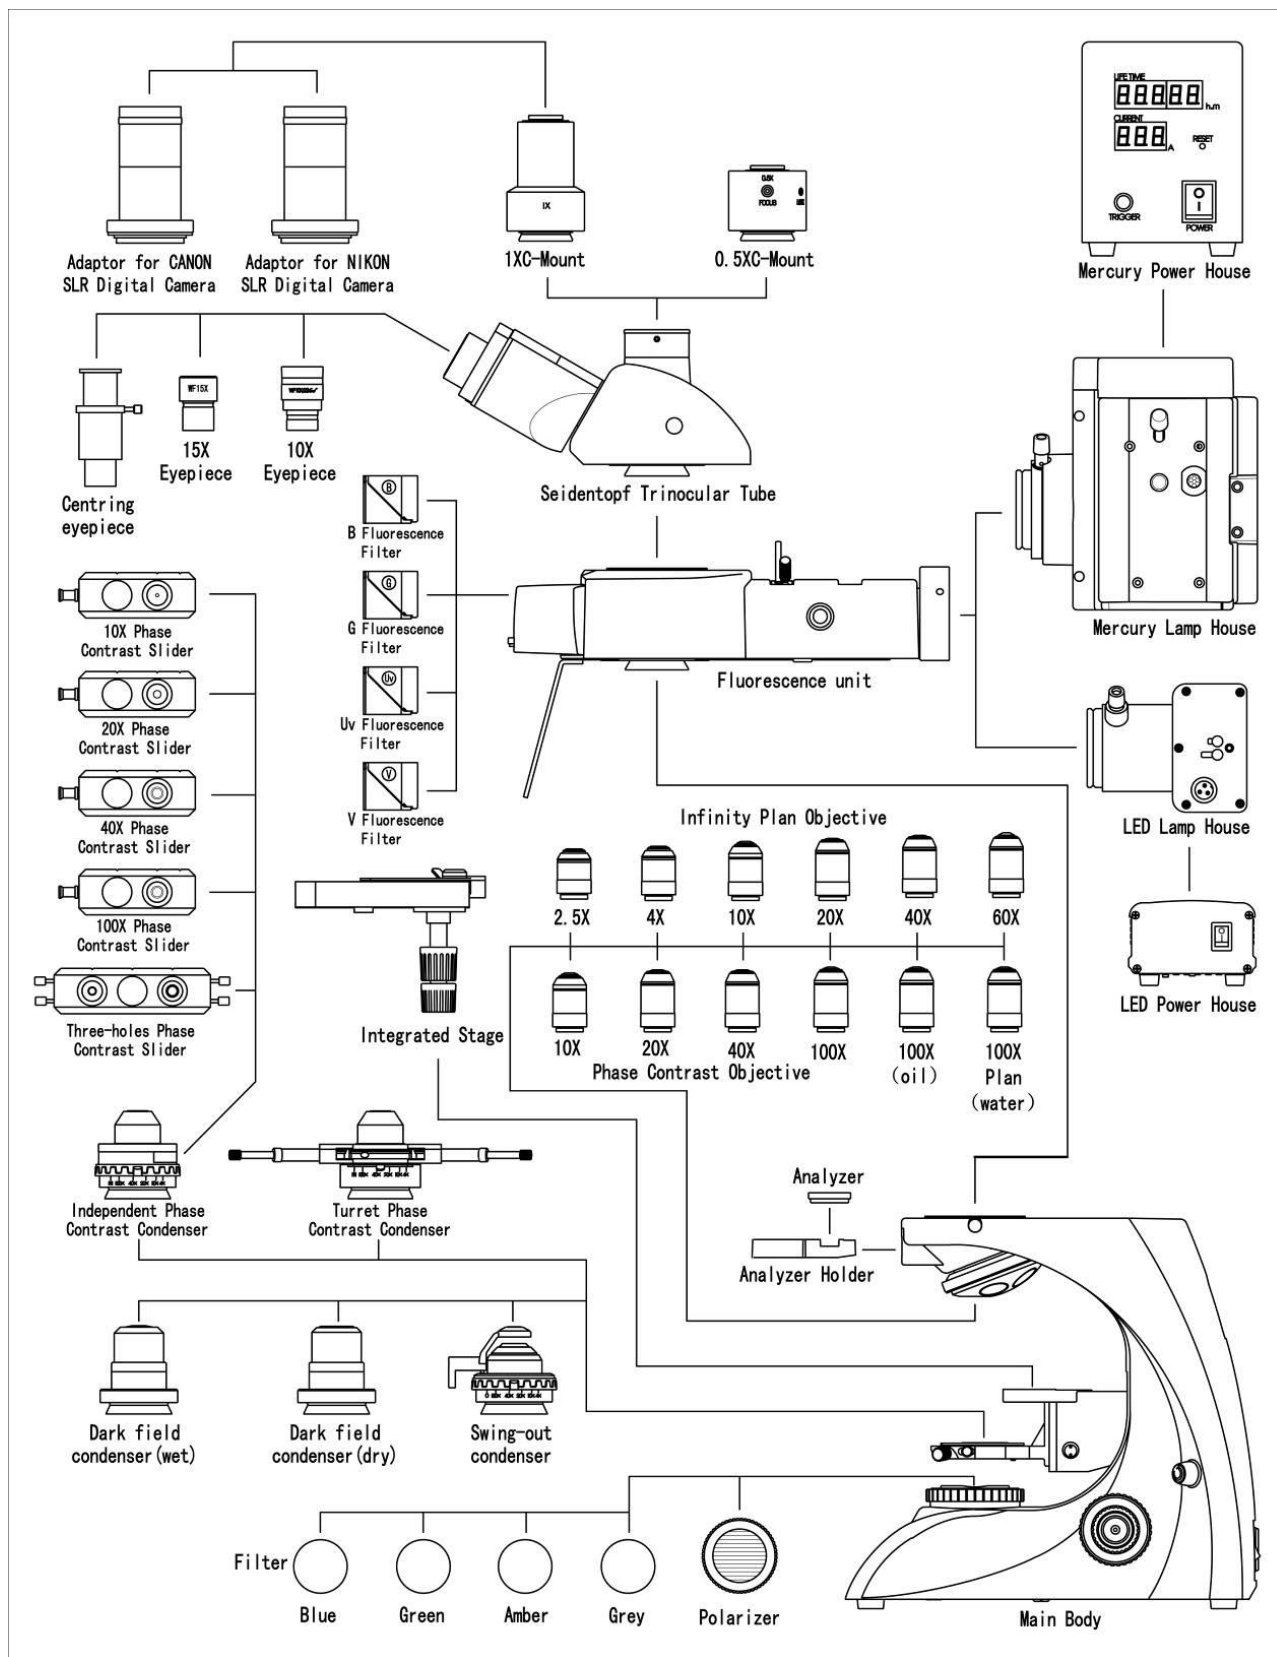 LIFE TIME
h.m
CURRENT
A
RESET
TRIGGER
POWER
Mercury Power House
Adaptor for CANON
SLR Digital Camera
Adaptor for NIKON
SLR Digital Camera
1X
1XC-Mount
0.5X
FOCUS
0.5XC-Mount
WF15X
Centring
eyepiece
15X
Eyepiece
10X
Eyepiece
Seidentopf Trinocular Tube
B
B Fluorescence
Filter
G
G Fluorescence
Filter
Uv
Uv Fluorescence
Filter
V
V Fluorescence
Filter
Fluorescence unit
Mercury Lamp House
LED Lamp House
LED Power House
10X Phase
Contrast Slider
20X Phase
Contrast Slider
40X Phase
Contrast Slider
100X Phase
Contrast Slider
Three-holes Phase
Contrast Slider
Integrated Stage
Infinity Plan Objective
2.5X
4X
10X
20X
40X
60X
10X
20X
40X
100X
100X
(oil)
100X
Plan
(water)
Phase Contrast Objective
Independent Phase
Contrast Condenser
Turret Phase
Contrast Condenser
Analyzer
Analyzer Holder
Dark field
condenser(wet)
Dark field
condenser(dry)
Swing-out
condenser
Filter
Blue
Green
Amber
Grey
Polarizer
Main Body